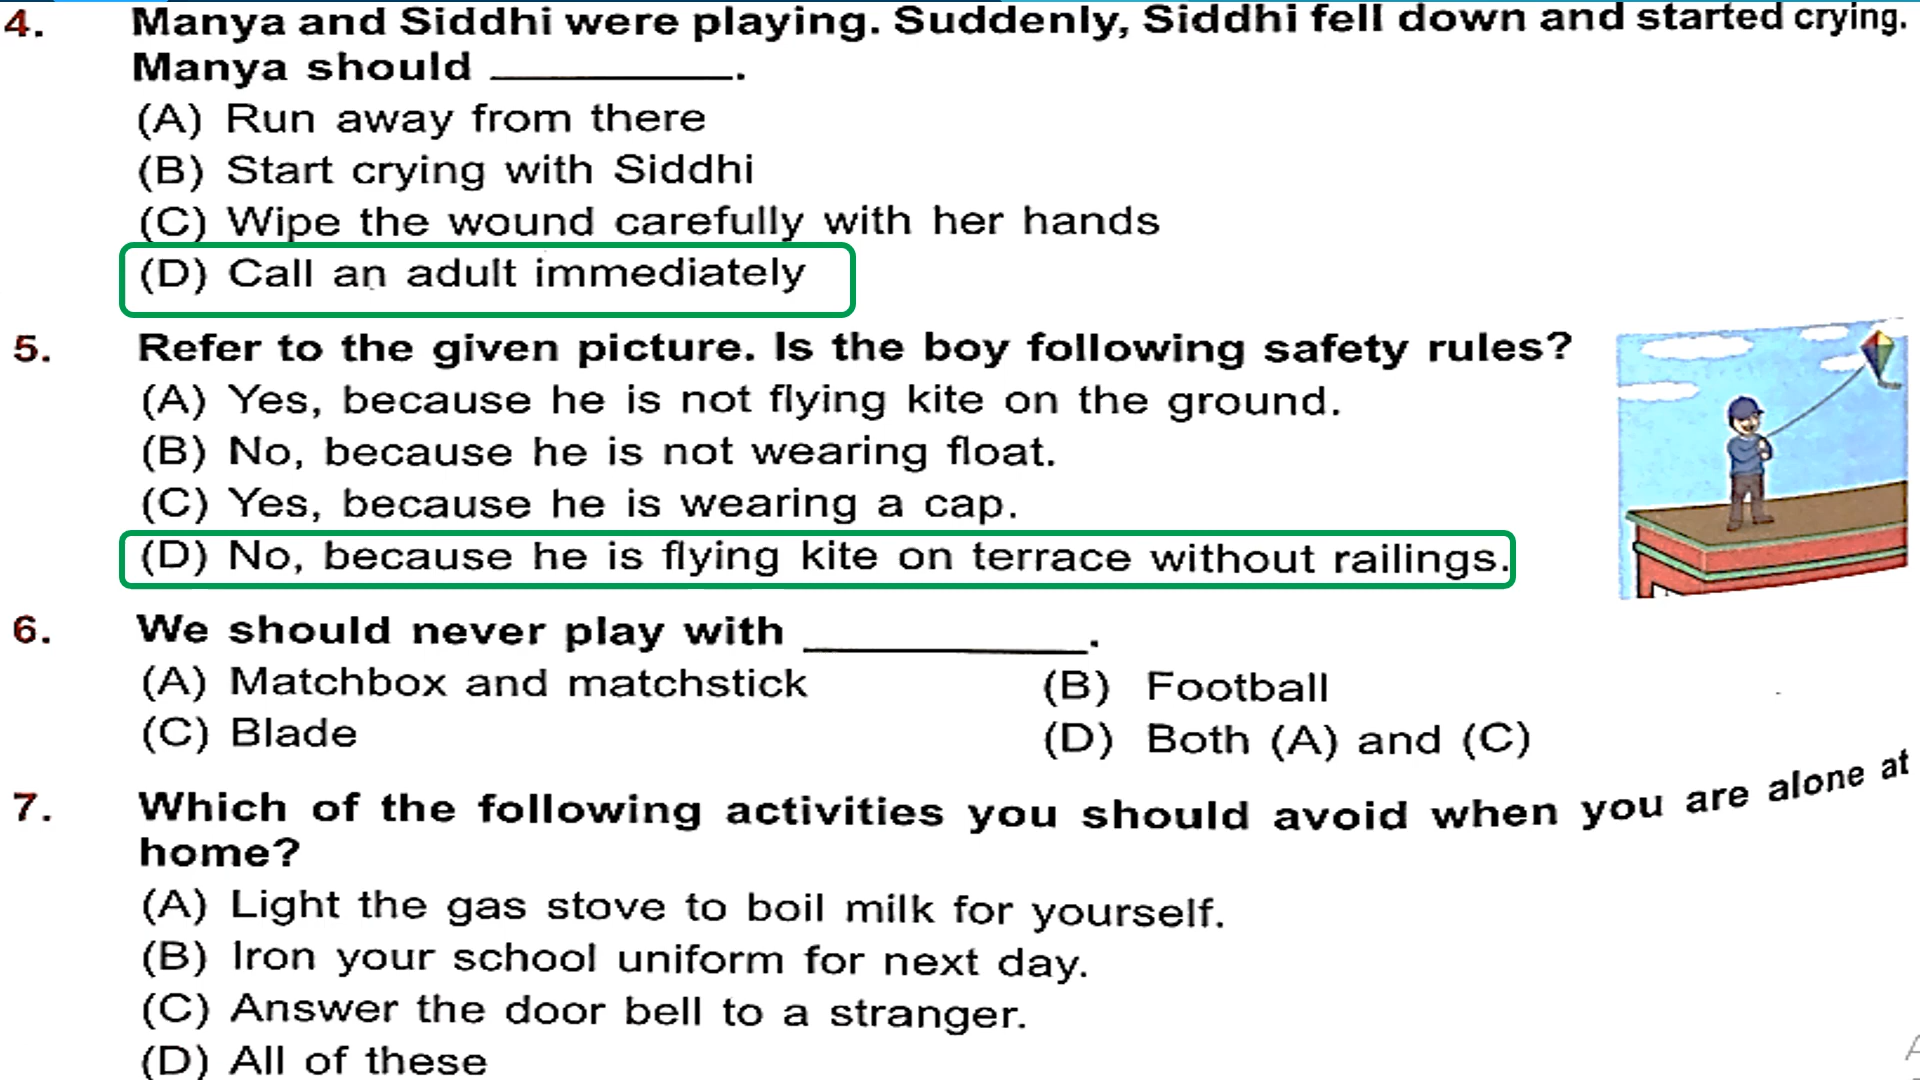 4. Manya and Siddhi were playing. Suddenly, Siddhi fell down and started crying.
Manya should __________.
(A) Run away from there
(B) Start crying with Siddhi
(C) Wipe the wound carefully with her hands
(D) Call an adult immediately
5. Refer to the given picture. Is the boy following safety rules?
(A) Yes, because he is not flying kite on the ground.
(B) No, because he is not wearing float.
(C) Yes, because he is wearing a cap.
(D) No, because he is flying kite on terrace without railings.
6. We should never play with ____________.
(A) Matchbox and matchstick (B) Football
(C) Blade (D) Both (A) and (C)
7. Which of the following activities you should avoid when you are alone at
home?
(A) Light the gas stove to boil milk for yourself.
(B) Iron your school uniform for next day.
(C) Answer the door bell to a stranger.
(D) All of these